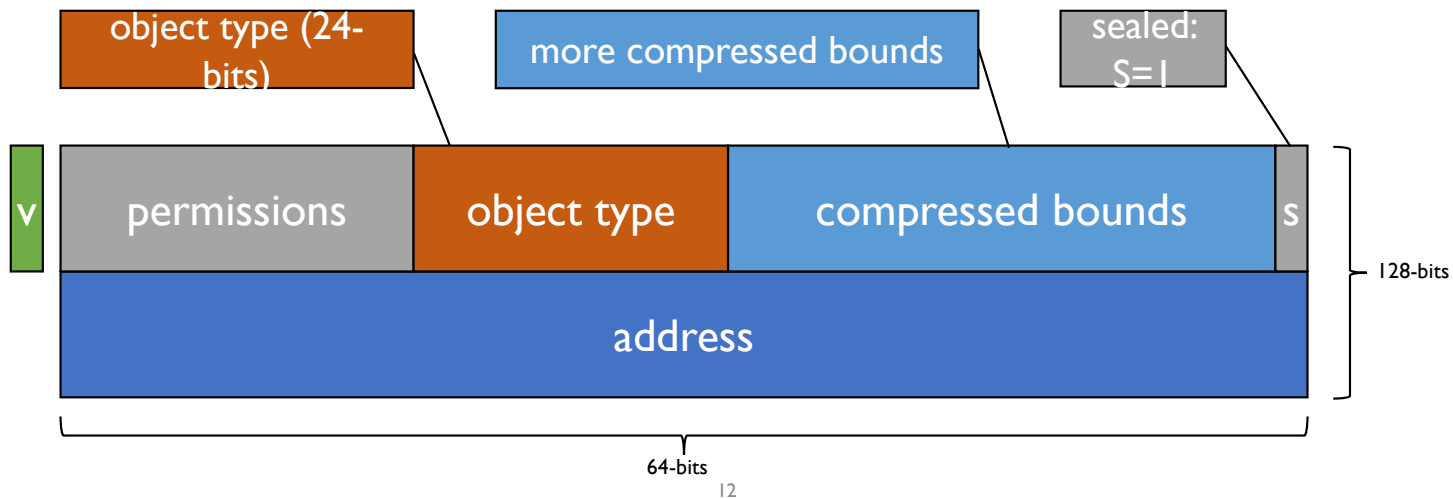 object type (24-
bits)
more compressed bounds
sealed:
S=1
v
permissions
object type
compressed bounds
s
128-bits
address
64-bits
12